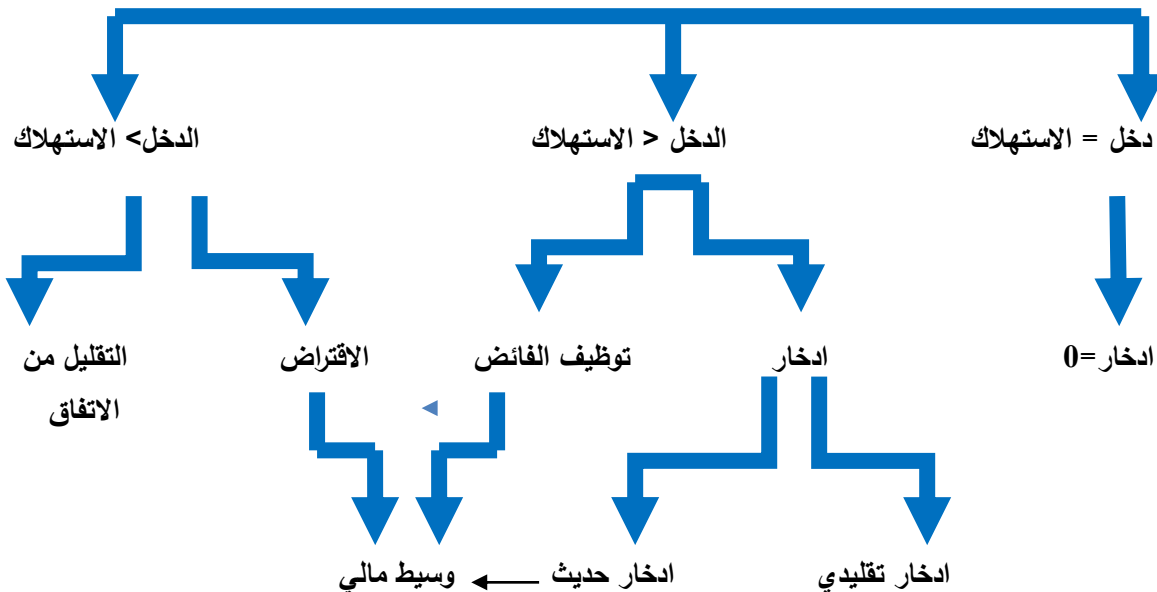 دخل = الاستهلاك
الدخل > الاستهلاك
الدخل< الاستهلاك
ادخار=0
ادخار
توظيف الفائض
الاقتراض
التقليل من
الاتفاق
ادخار تقليدي
ادخار حديث
وسيط مالي